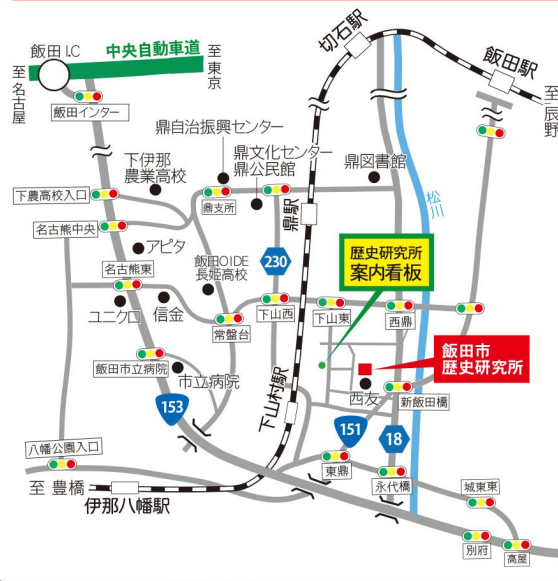 飯田 I.C
中央自動車道
至東京
至名古屋
飯田インター
切石駅
飯田駅
至辰野
鼎自治振興センター
鼎文化センター
鼎公民館
下伊那
農業高校
鼎図書館
下農高校入口
鼎支所
鼎駅
松川
名古熊中央
アピタ
飯田OIDE
長姫高校
230
歴史研究所
案内看板
名古熊東
ユニクロ
信金
常盤台
下山西
下山東
西鼎
飯田市
歴史研究所
飯田市立病院
市立病院
下山村駅
西友
新飯田橋
153
151
18
八幡公園入口
東鼎
永代橋
城東東
至 豊橋
伊那八幡駅
別府
高屋